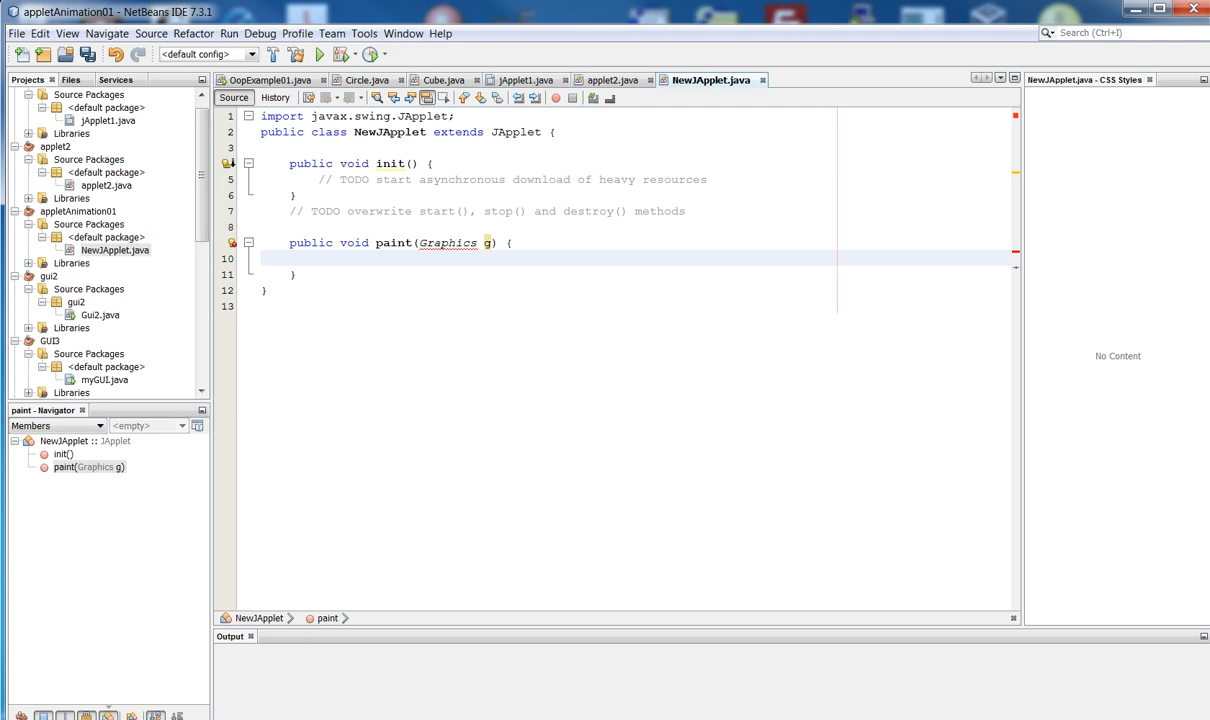 appletAnimation01 - NetBeans IDE 7.3.1
File Edit View Navigate Source Refactor Run Debug Profile Team Tools Window Help
Search (Ctrl+I)
<default config>
Projects Files Services
OopExample01.java Circle.java Cube.java jApplet1.java applet2.java NewJApplet.java
NewJApplet.java - CSS Styles
Source History
Source Packages
<default package>
jApplet1.java
Libraries
applet2
Source Packages
<default package>
applet2.java
Libraries
appletAnimation01
Source Packages
<default package>
NewJApplet.java
Libraries
gui2
Source Packages
gui2
Gui2.java
Libraries
GUI3
Source Packages
<default package>
myGUI.java
Libraries
1 import javax.swing.JApplet;
2 public class NewJApplet extends JApplet {
3
public void init() {
5 // TODO start asynchronous download of heavy resources
6 }
7 // TODO overwrite start(), stop() and destroy() methods
8
public void paint(Graphics g) {
10
11 }
12 }
13
No Content
paint - Navigator
Members <empty>
NewJApplet :: JApplet
init()
paint(Graphics g)
NewJApplet paint
Output